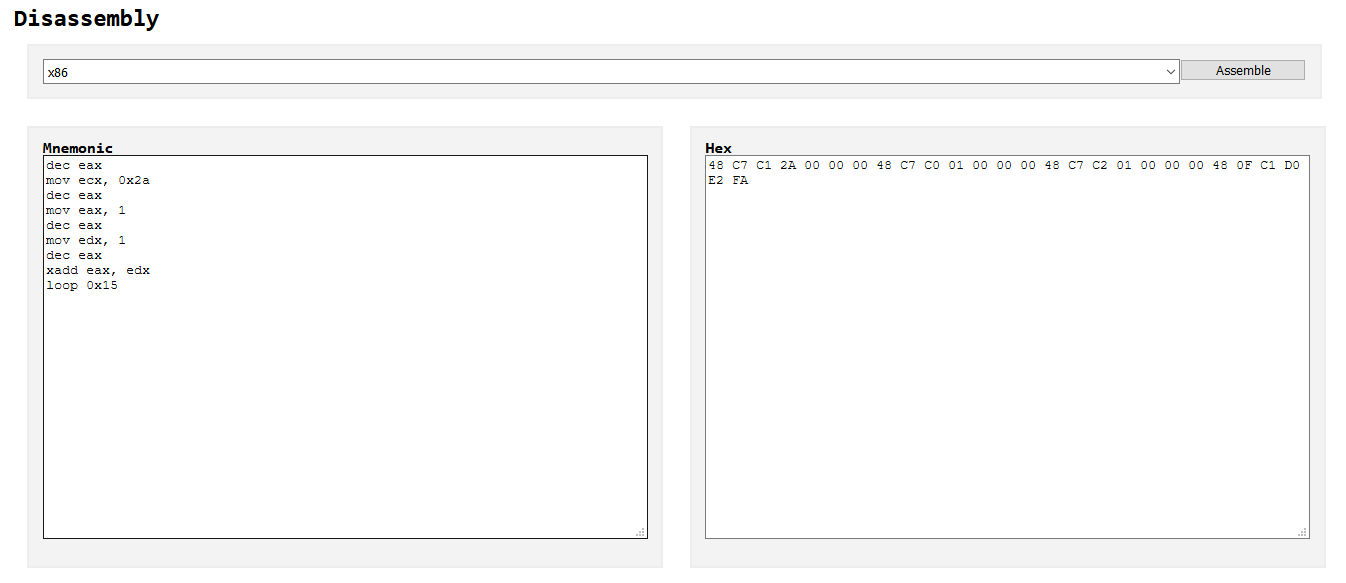 Disassembly
x86
Assemble
Mnemonic
dec eax
mov ecx, 0x2a
dec eax
mov eax, 1
dec eax
mov edx, 1
dec eax
xadd eax, edx
loop 0x15
Hex
48 C7 C1 2A 00 00 00 48 C7 C0 01 00 00 00 48 C7 C2 01 00 00 00 48 0F C1 D0
E2 FA